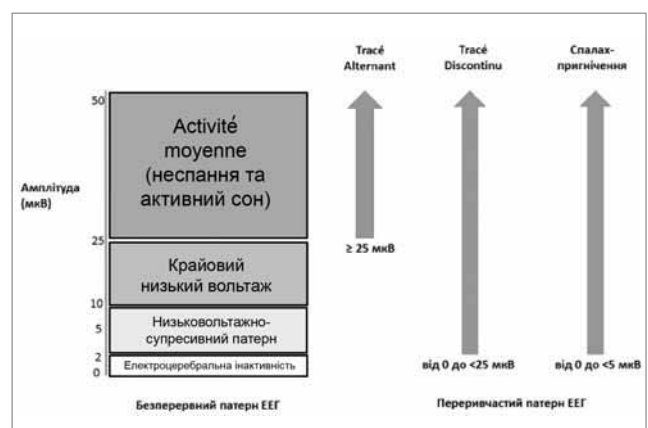 Tracé
Alternant
Tracé
Discontinu
Спалах-
пригнічення
50
Activité
moyenne
(неспання та
активний сон)
Амплітуда
(мкВ)
25
≥ 25 мкВ
Крайовий
низький вольтаж
10
Низьковольтажно-
супресивний патерн
5
2
Електроцеребральна інактивність
0
від 0 до <25 мкВ
від 0 до <5 мкВ
Безперервний патерн ЕЕГ
Переривчастий патерн ЕЕГ